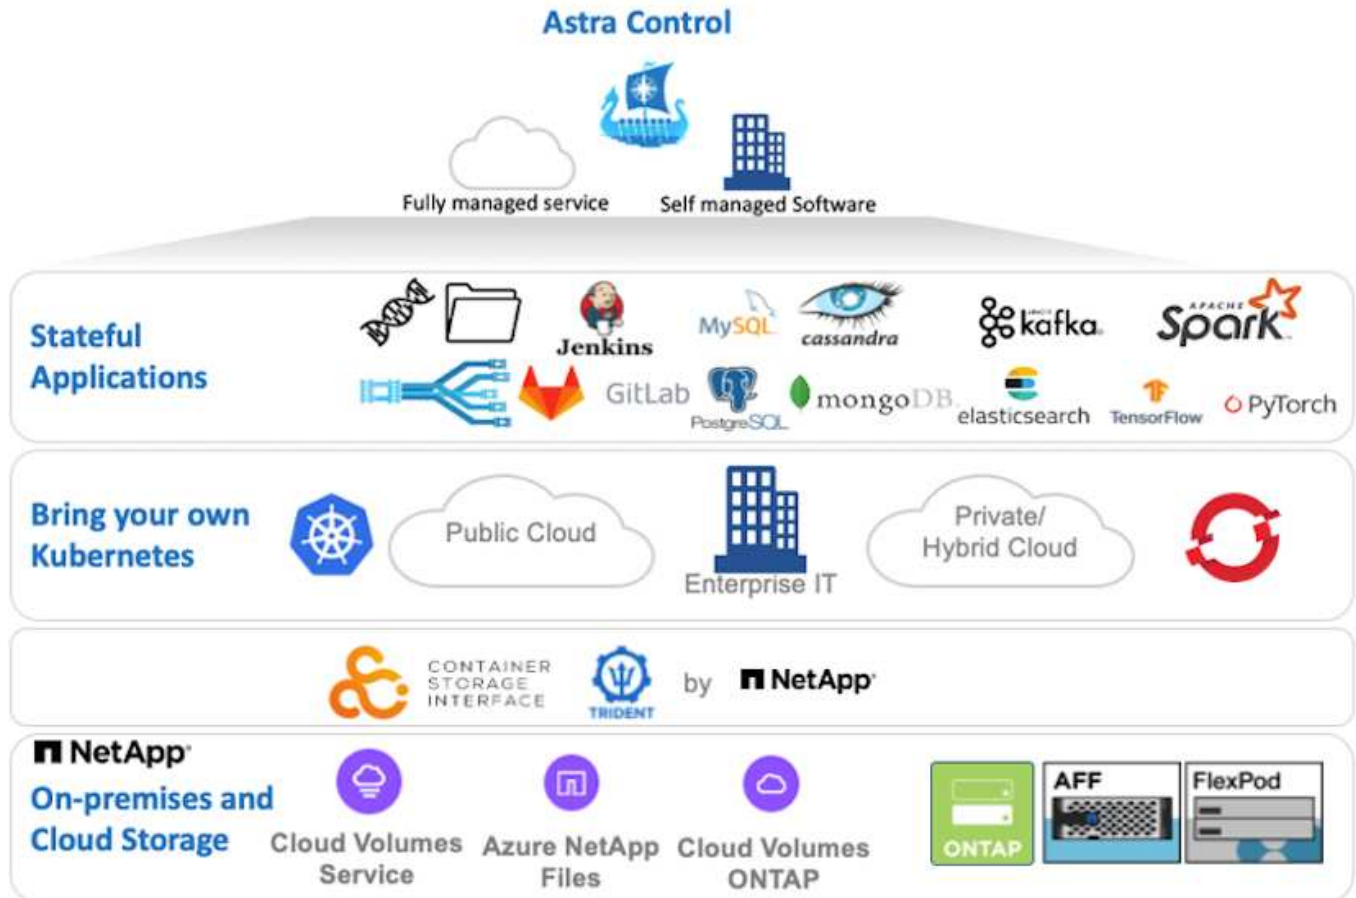 Astra Control
Fully managed service
Self managed Software
Stateful
Applications
Jenkins
MySQL
cassandra
kafka
APACHE
Spark
GitLab
PostgreSQL
mongoDB
elasticsearch
TensorFlow
PyTorch
Bring your own
Kubernetes
Public Cloud
Enterprise IT
Private/
Hybrid Cloud
CONTAINER
STORAGE
INTERFACE
TRIDENT
by
NetApp
NetApp
On-premises and
Cloud Storage
Cloud Volumes
Service
Azure NetApp
Files
Cloud Volumes
ONTAP
ONTAP
AFF
FlexPod